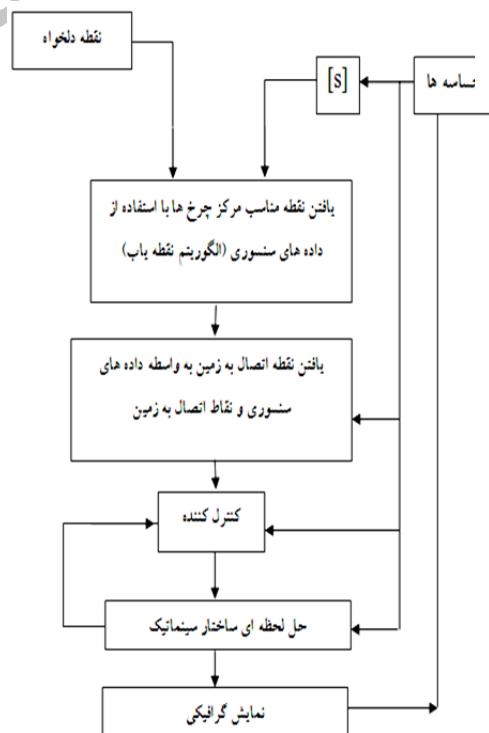 نقطه دلخواه
[s]
حساسه ها
یافتن نقطه مناسب مرکز چرخ ها با استفاده از
داده های سنسوری (الگوریتم نقطه یاب)
یافتن نقطه اتصال به زمین به واسطه داده های
سنسوری و نقاط اتصال به زمین
کنترل کننده
حل لحظه ای ساختار سینماتیک
نمایش گرافیکی